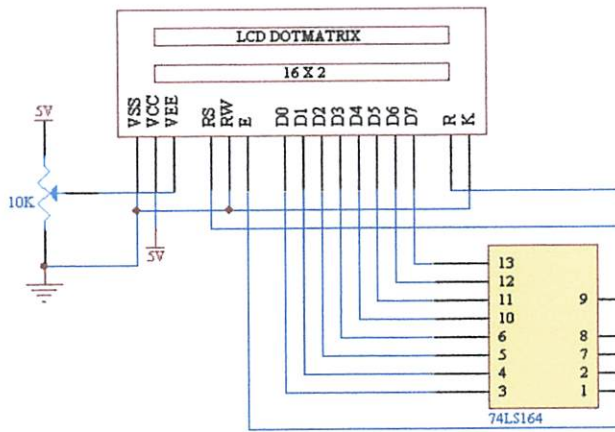 LCD DOTMATRIX
16 X 2
VSS VCC VEE RS RW E D0 D1 D2 D3 D4 D5 D6 D7 R K
5V
10K
5V
13
12
11 9
10
6 8
5 7
4 2
3 1
74LS164